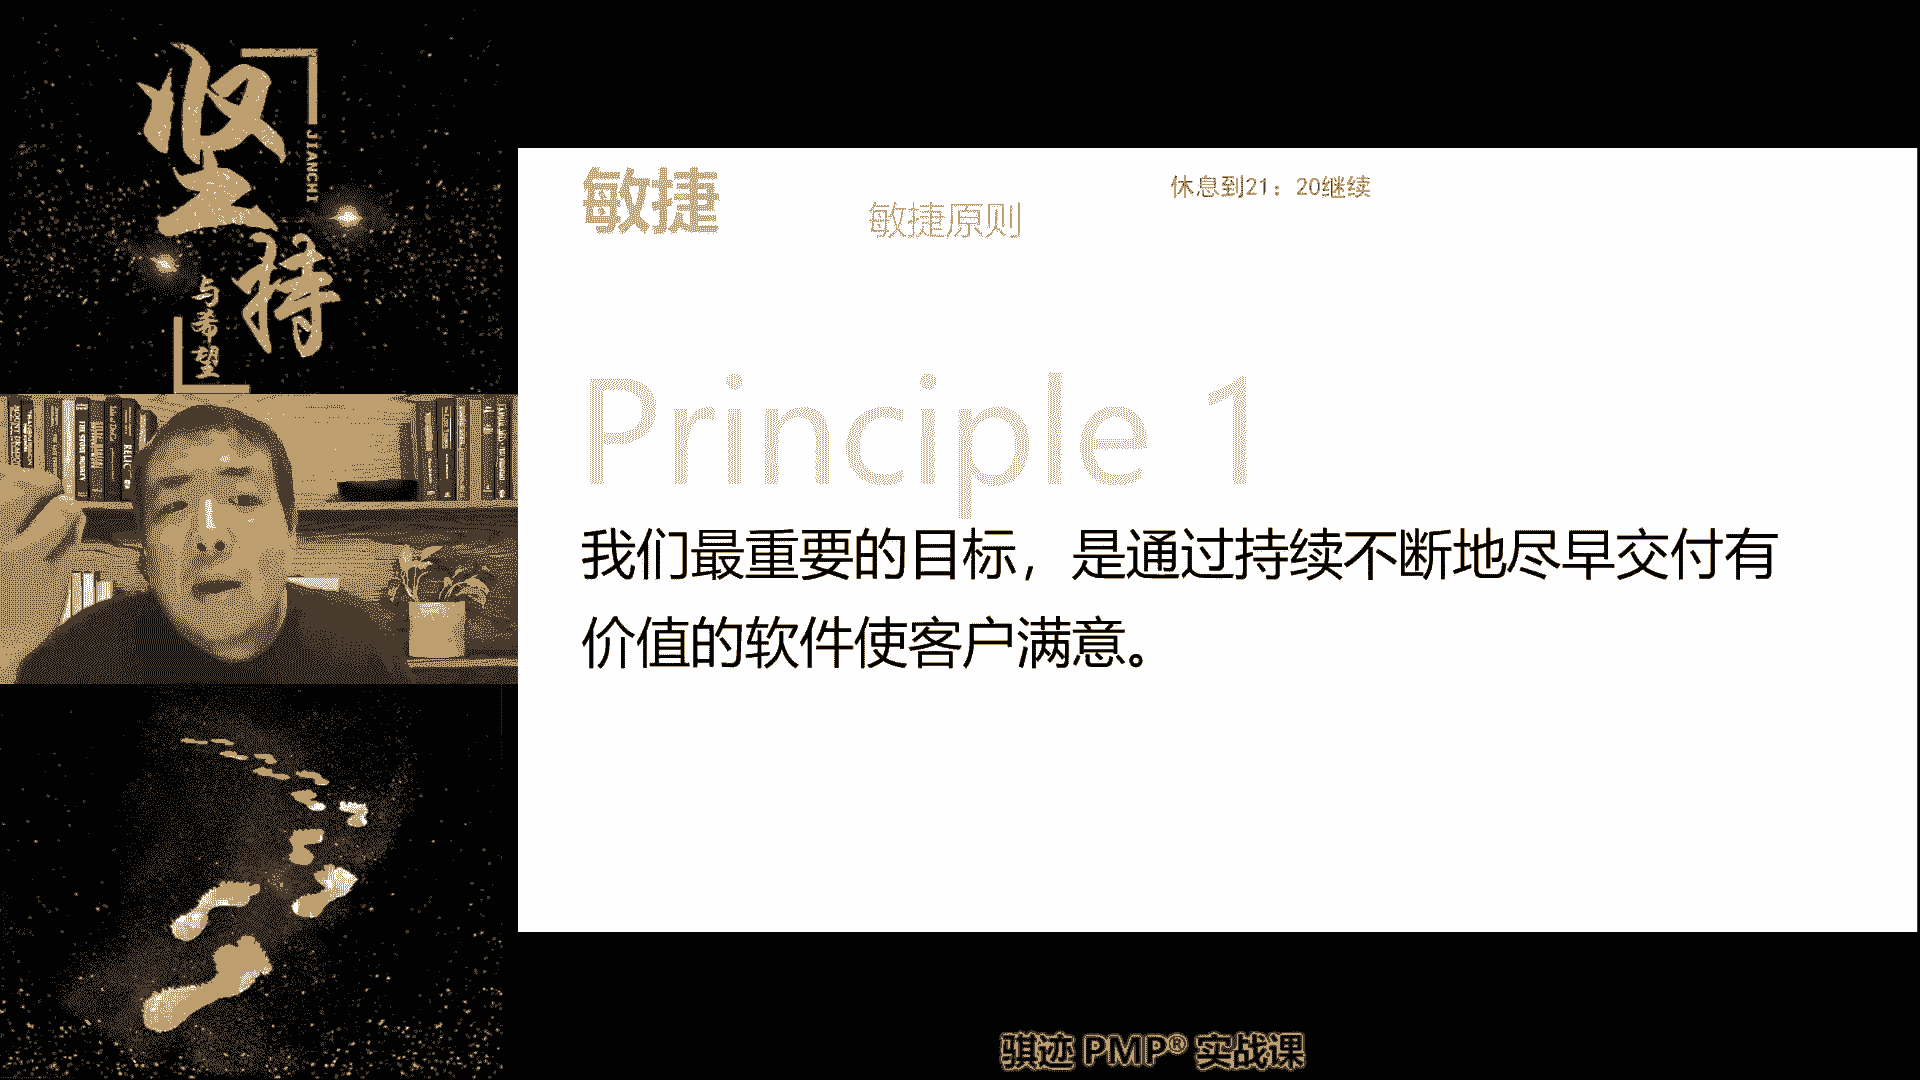 坚持
JIANCHI
与希望
敏捷
敏捷原则
休息到21：20继续
Principle 1
我们最重要的目标，是通过持续不断地尽早交付有
价值的软件使客户满意。
骐迹 PMP® 实战课